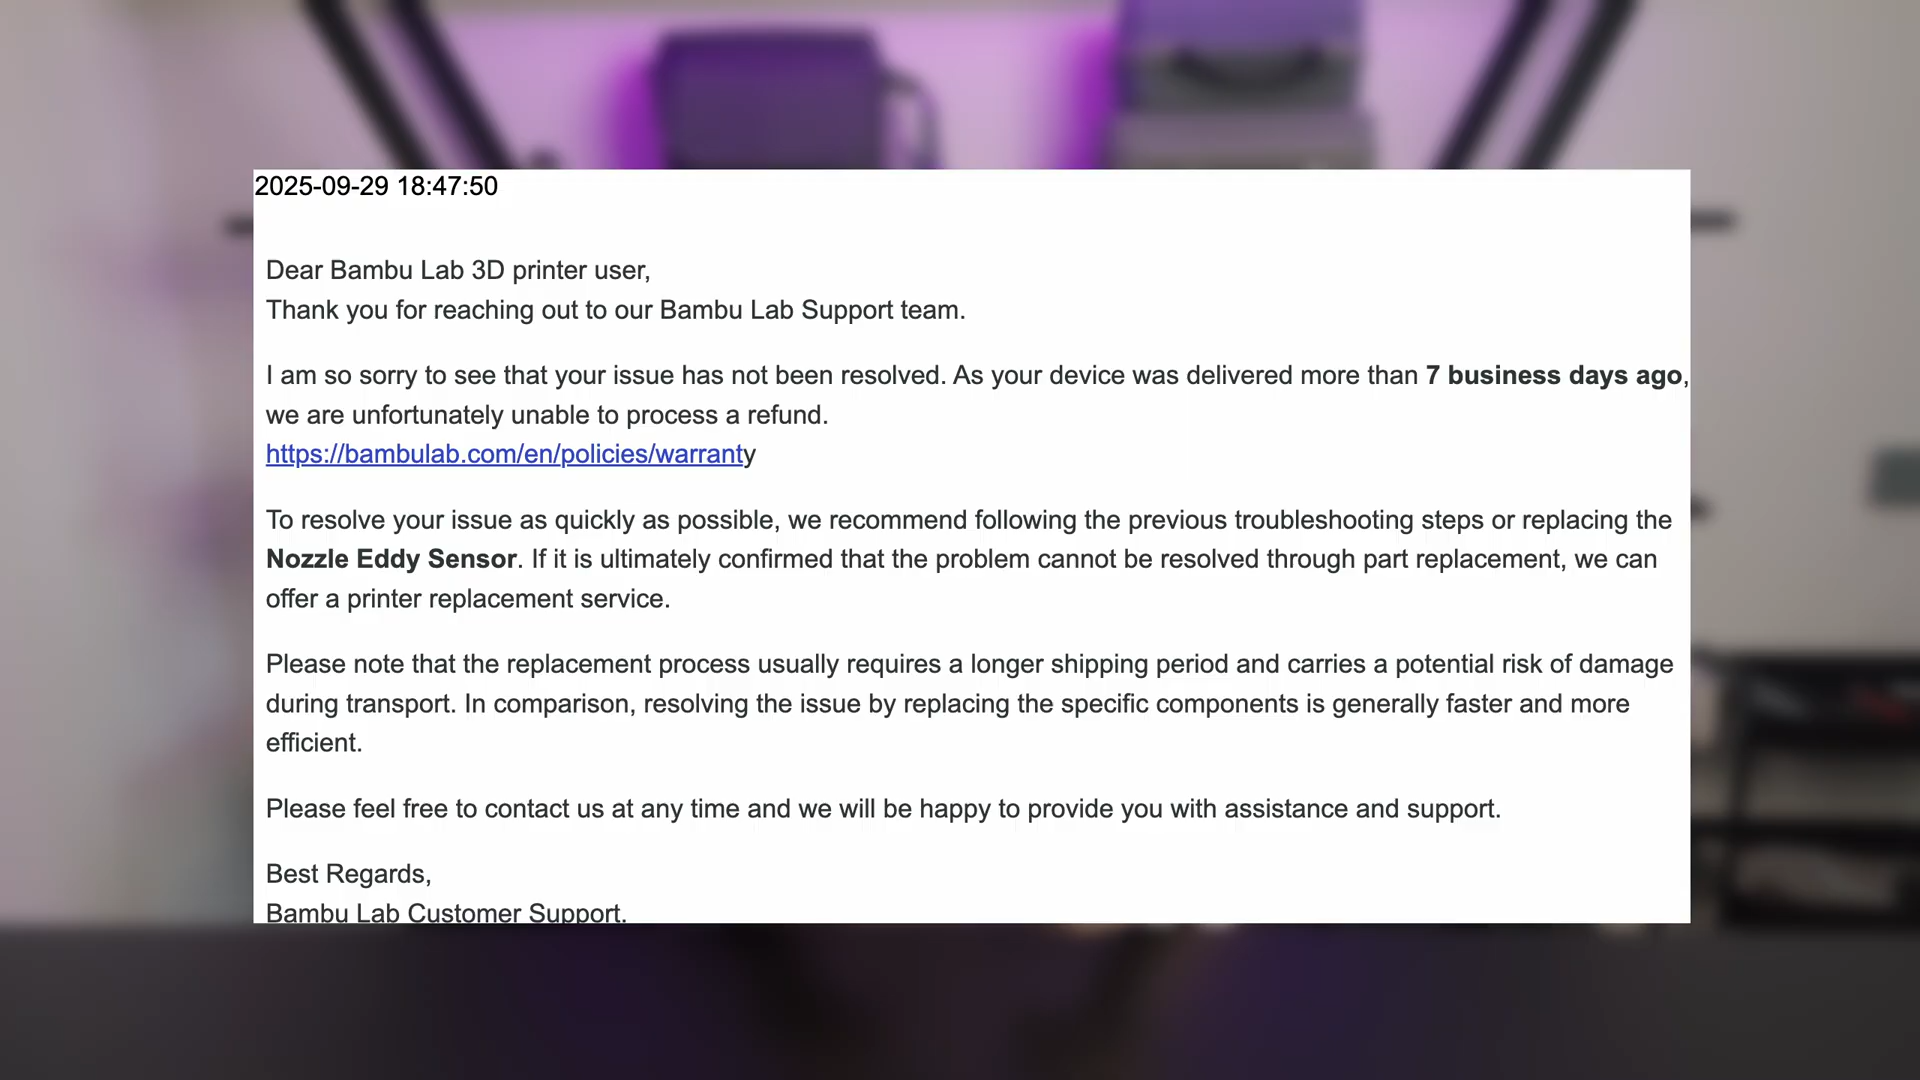 2025-09-29 18:47:50
Dear Bambu Lab 3D printer user,
Thank you for reaching out to our Bambu Lab Support team.
I am so sorry to see that your issue has not been resolved. As your device was delivered more than 7 business days ago,
we are unfortunately unable to process a refund.
https://bambulab.com/en/policies/warranty
To resolve your issue as quickly as possible, we recommend following the previous troubleshooting steps or replacing the
Nozzle Eddy Sensor. If it is ultimately confirmed that the problem cannot be resolved through part replacement, we can
offer a printer replacement service.
Please note that the replacement process usually requires a longer shipping period and carries a potential risk of damage
during transport. In comparison, resolving the issue by replacing the specific components is generally faster and more
efficient.
Please feel free to contact us at any time and we will be happy to provide you with assistance and support.
Best Regards,
Bambu Lab Customer Support.